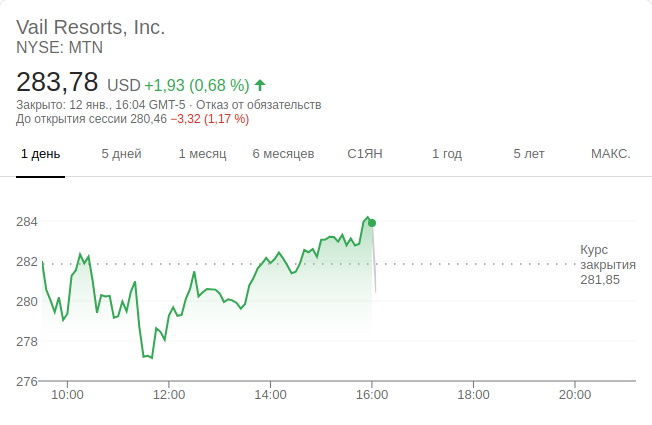 Vail Resorts, Inc.
NYSE: MTN
283,78 USD +1,93 (0,68 %)
Закрыто: 12 янв., 16:04 GMT-5 · Отказ от обязательств
До открытия сессии 280,46 −3,32 (1,17 %)
1 день 5 дней 1 месяц 6 месяцев С1ЯН 1 год 5 лет МАКС.
284
282
280
278
276
Курс
закрытия
281,85
10:00 12:00 14:00 16:00 18:00 20:00